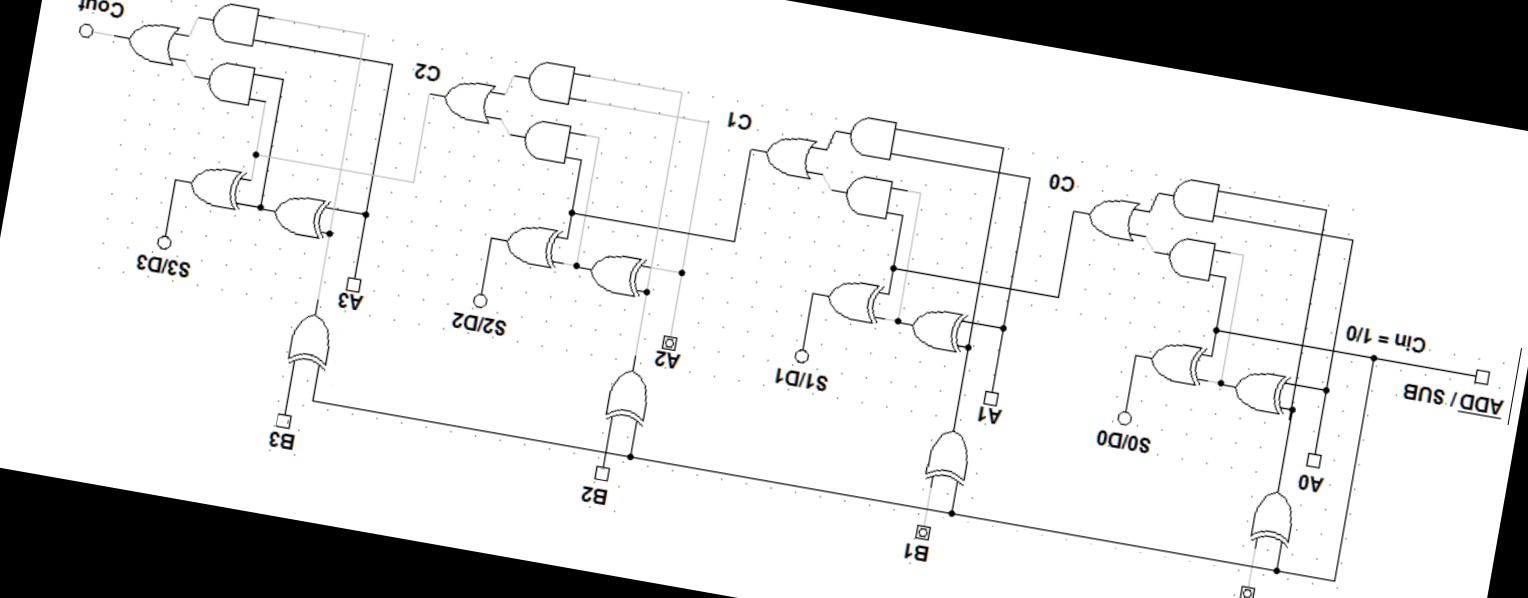 B1
B2
B3
A0
S0/D0
A1
S1/D1
A2
S2/D2
A3
S3/D3
ADD / SUB
Cin = 1/0
C0
C1
C2
Cout